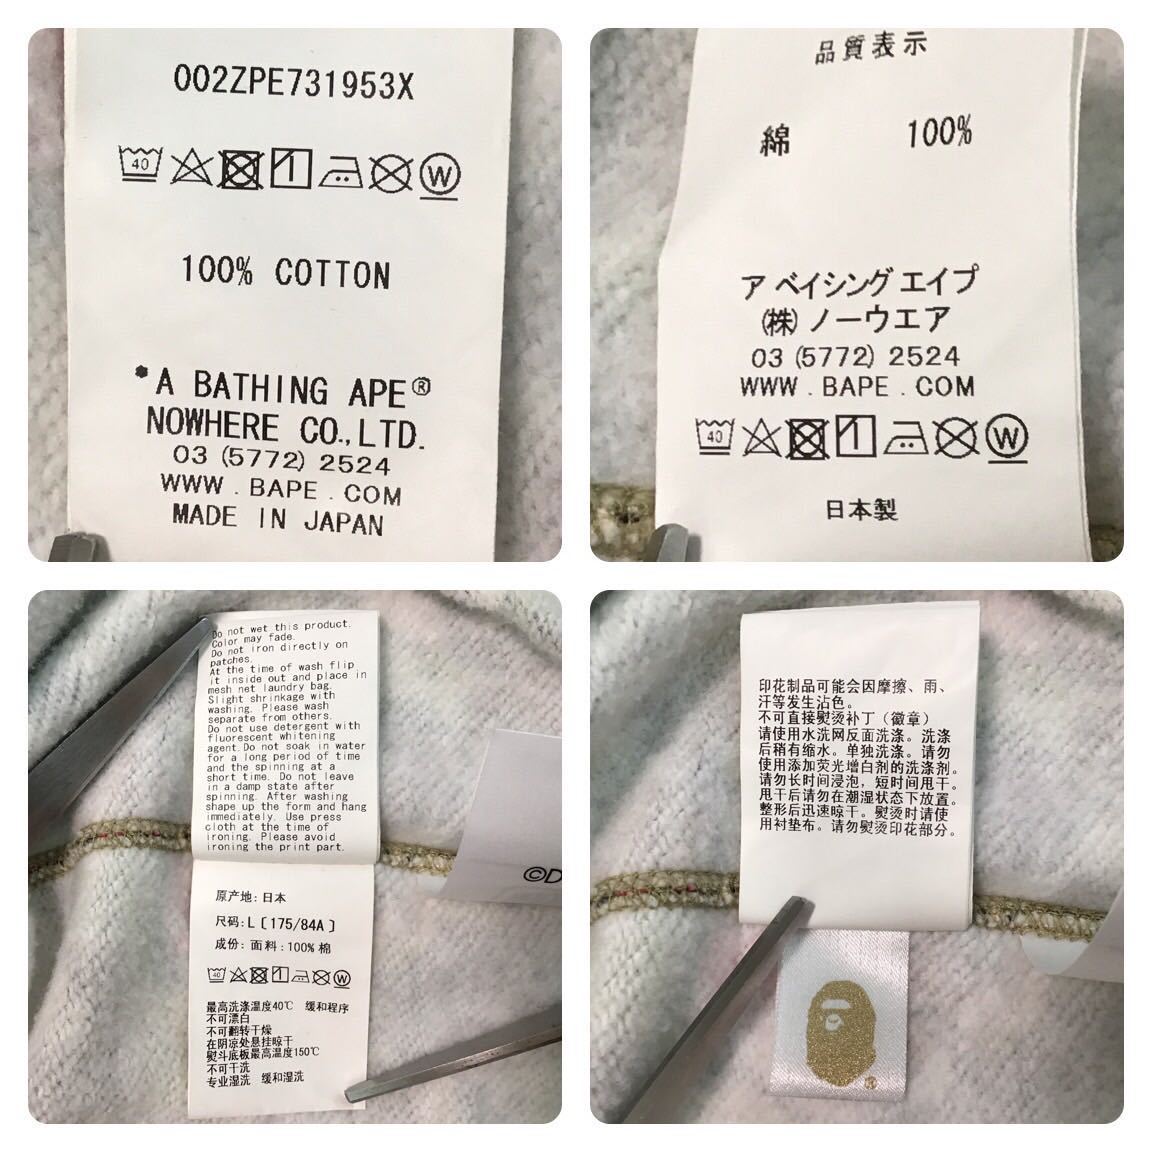 002ZPE731953X
40
W
100% COTTON
*A BATHING APE®
NOWHERE CO.,LTD.
03 (5772) 2524
WWW . BAPE . COM
MADE IN JAPAN
品質表示
綿 100%
ア ベイシング エイプ
(株) ノーウエア
03 (5772) 2524
WWW . BAPE . COM
40
W
日本製
Do not wet this product.
Color may fade.
Do not iron directly on
patches.
At the time of wash flip
it inside out and place in
mesh net laundry bag.
Slight shrinkage with
washing. Please wash
separate from others.
Do not use detergent with
fluorescent whitening
agent.Do not soak in water
for a long period of time
and the spinning at a
short time. Do not leave
in a damp state after
spinning. After washing
shape up the form and hang
immediately. Use press
cloth at the time of
ironing. Please avoid
ironing the print part.
©D
原产地: 日本
尺码: L [ 175/84A ]
成份: 面料: 100% 棉
40
W
最高洗涤温度40℃ 缓和程序
不可漂白
不可翻转干燥
在阴凉处悬挂晾干
熨斗底板最高温度150℃
不可干洗
专业湿洗 缓和湿洗
印花制品可能会因摩擦、雨、
汗等发生沾色。
不可直接熨烫补丁（徽章）
请使用水洗网反面洗涤。洗涤
后稍有缩水。单独洗涤。请勿
使用添加荧光增白剂的洗涤剂。
请勿长时间浸泡，短时间甩干。
甩干后请勿在潮湿状态下放置。
整形后迅速晾干。熨烫时请使
用衬垫布。请勿熨烫印花部分。
®